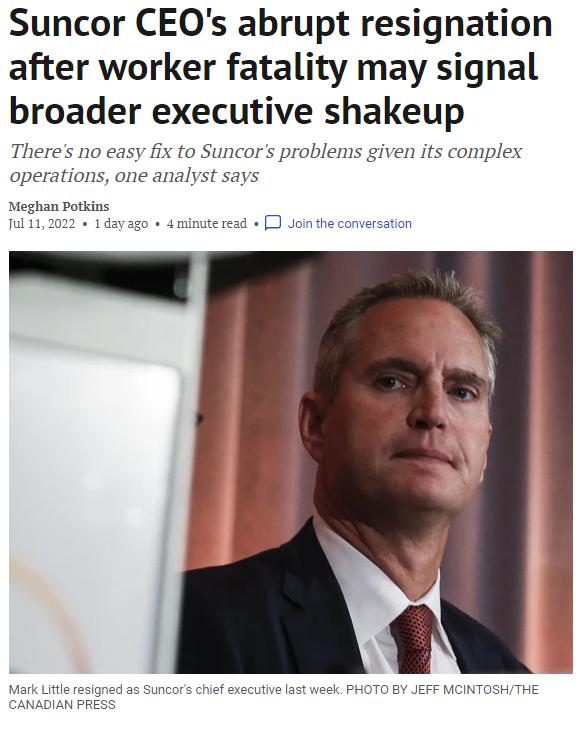 Suncor CEO's abrupt resignation
after worker fatality may signal
broader executive shakeup
There's no easy fix to Suncor's problems given its complex
operations, one analyst says
Meghan Potkins
Jul 11, 2022 • 1 day ago • 4 minute read • Join the conversation
Mark Little resigned as Suncor's chief executive last week. PHOTO BY JEFF MCINTOSH/THE
CANADIAN PRESS